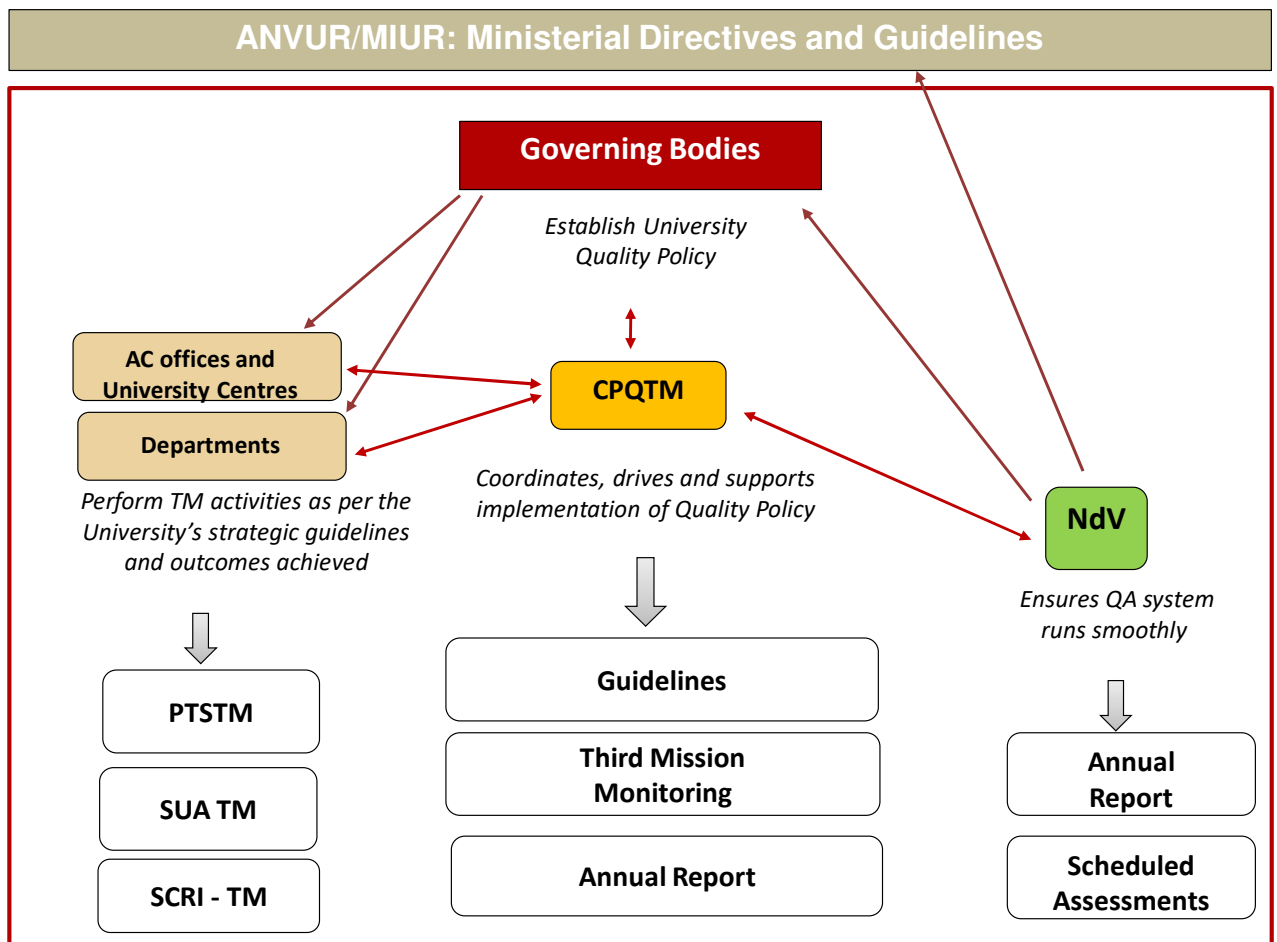 ANVUR/MIUR: Ministerial Directives and Guidelines
Governing Bodies
Establish University
Quality Policy
AC offices and
University Centres
Departments
Perform TM activities as per the
University’s strategic guidelines
and outcomes achieved
CPQTM
Coordinates, drives and supports
implementation of Quality Policy
NdV
Ensures QA system
runs smoothly
PTSTM
SUA TM
SCRI - TM
Guidelines
Third Mission
Monitoring
Annual Report
Annual
Report
Scheduled
Assessments